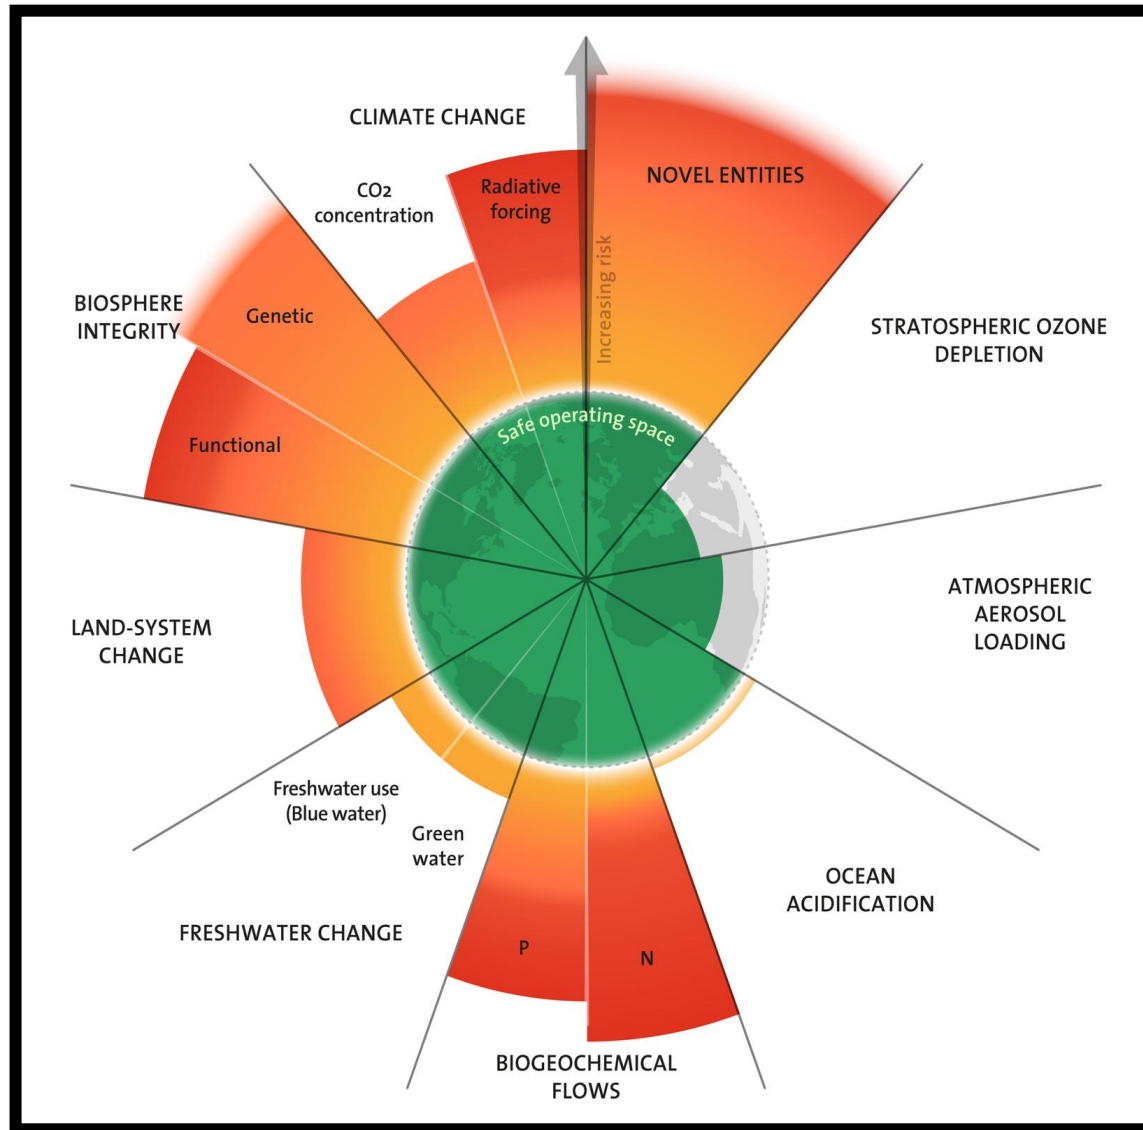 CLIMATE CHANGE
CO2
concentration
Radiative
forcing
NOVEL ENTITIES
Increasing risk
BIOSPHERE
INTEGRITY
Genetic
Functional
STRATOSPHERIC OZONE
DEPLETION
Safe operating space
ATMOSPHERIC
AEROSOL
LOADING
LAND-SYSTEM
CHANGE
Freshwater use
(Blue water)
Green
water
FRESHWATER CHANGE
P
N
OCEAN
ACIDIFICATION
BIOGEOCHEMICAL
FLOWS